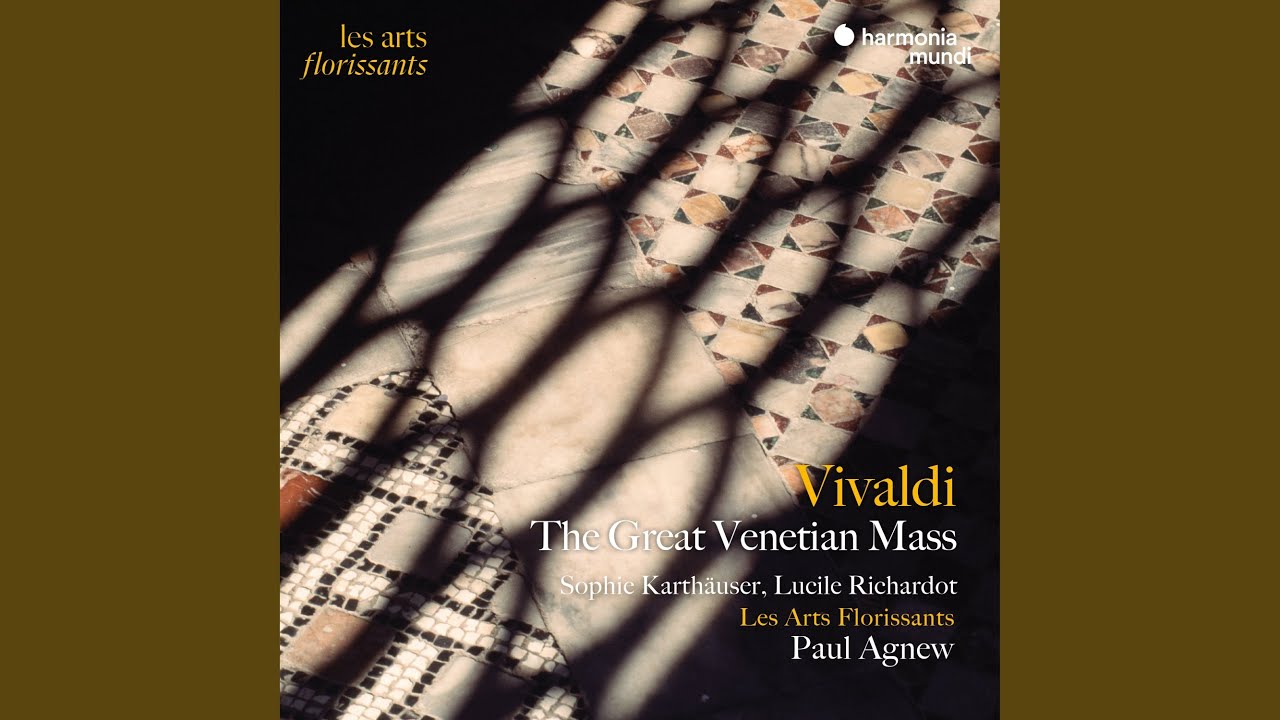 les arts
florissants
harmonia
mundi
Vivaldi
The Great Venetian Mass
Sophie Karthäuser, Lucile Richardot
Les Arts Florissants
Paul Agnew